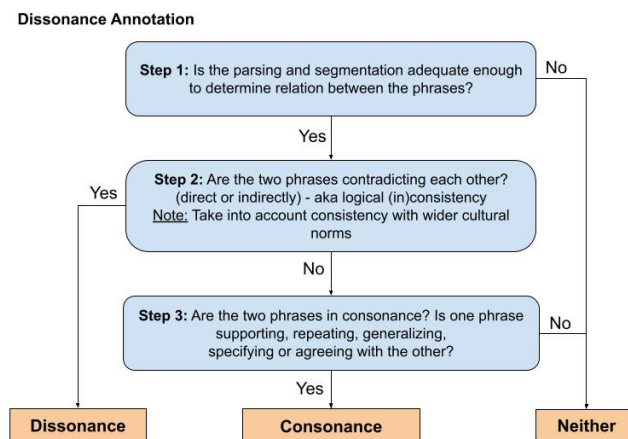 Dissonance Annotation
Step 1: Is the parsing and segmentation adequate enough
to determine relation between the phrases?
No
Yes
Step 2: Are the two phrases contradicting each other?
(direct or indirectly) - aka logical (in)consistency
Note: Take into account consistency with wider cultural
norms
Yes
No
Step 3: Are the two phrases in consonance? Is one phrase
supporting, repeating, generalizing,
specifying or agreeing with the other?
No
Yes
Dissonance
Consonance
Neither